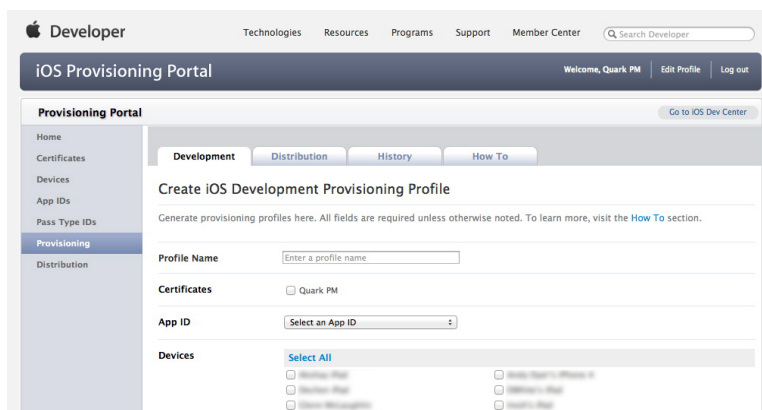 Developer
Technologies Resources Programs Support Member Center Search Developer
iOS Provisioning Portal
Welcome, Quark PM Edit Profile Log out
Provisioning Portal
Go to iOS Dev Center
Home
Certificates
Devices
App IDs
Pass Type IDs
Provisioning
Distribution
Development Distribution History How To
Create iOS Development Provisioning Profile
Generate provisioning profiles here. All fields are required unless otherwise noted. To learn more, visit the How To section.
Profile Name Enter a profile name
Certificates Quark PM
App ID Select an App ID
Devices Select All